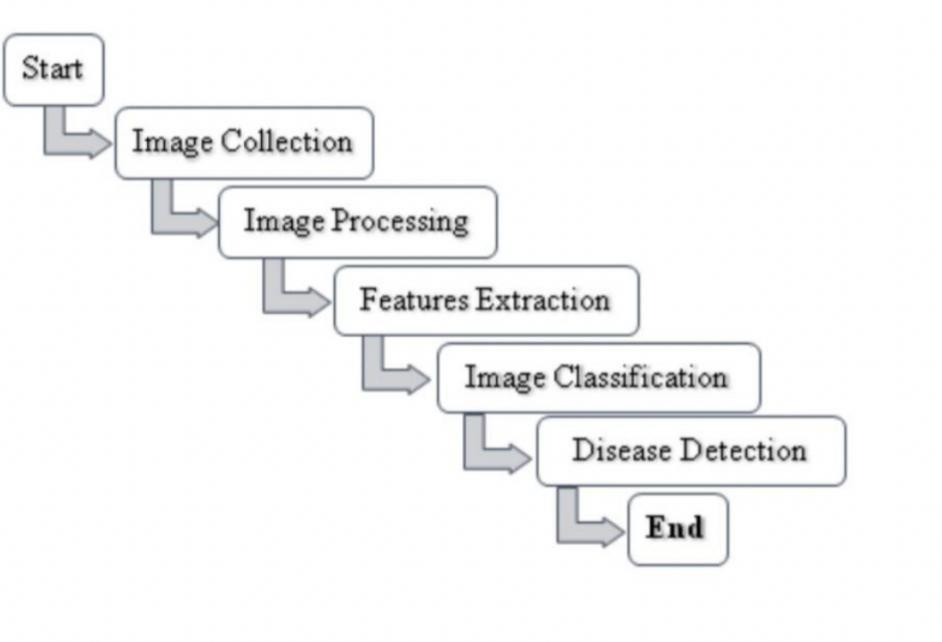 Start
Image Collection
Image Processing
Features Extraction
Image Classification
Disease Detection
End